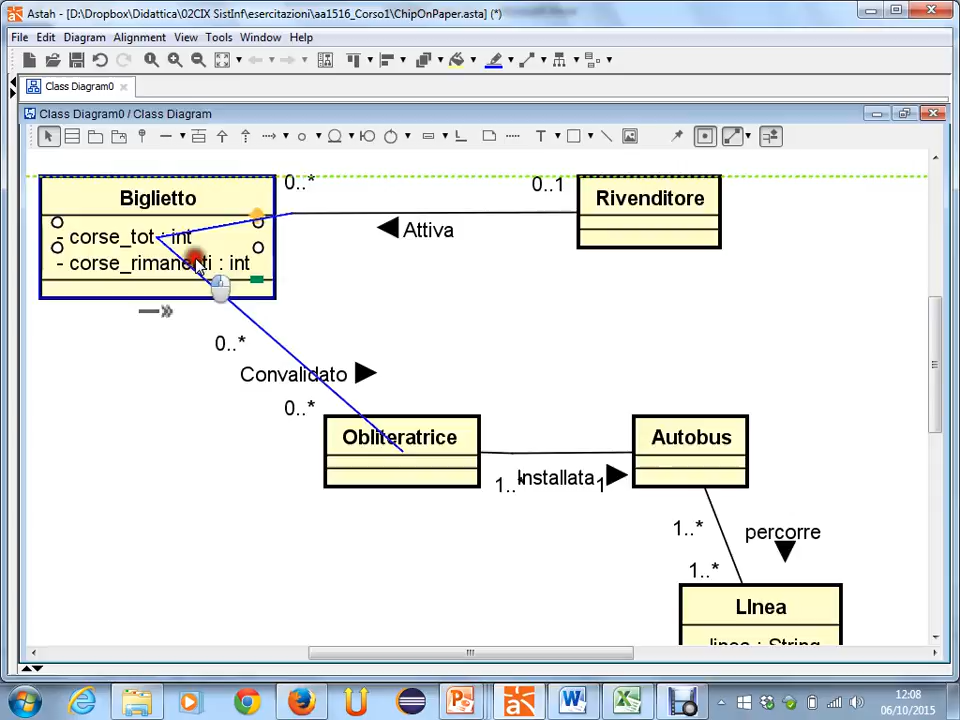 Astah - [D:\Dropbox\Didattica\02CIX SistInf\esercitazioni\aa1516_Corso1\ChipOnPaper.asta] (*)
File Edit Diagram Alignment View Tools Window Help
Class Diagram0
Class Diagram0 / Class Diagram
T
Biglietto
- corse_tot : int
- corse_rimanenti : int
0..*
0..1
Attiva
Rivenditore
0..*
Convalidato
0..*
Obliteratrice
1..*
Installata
1
Autobus
1..*
percorre
1..*
LInea
linea : String
12:08
06/10/2015